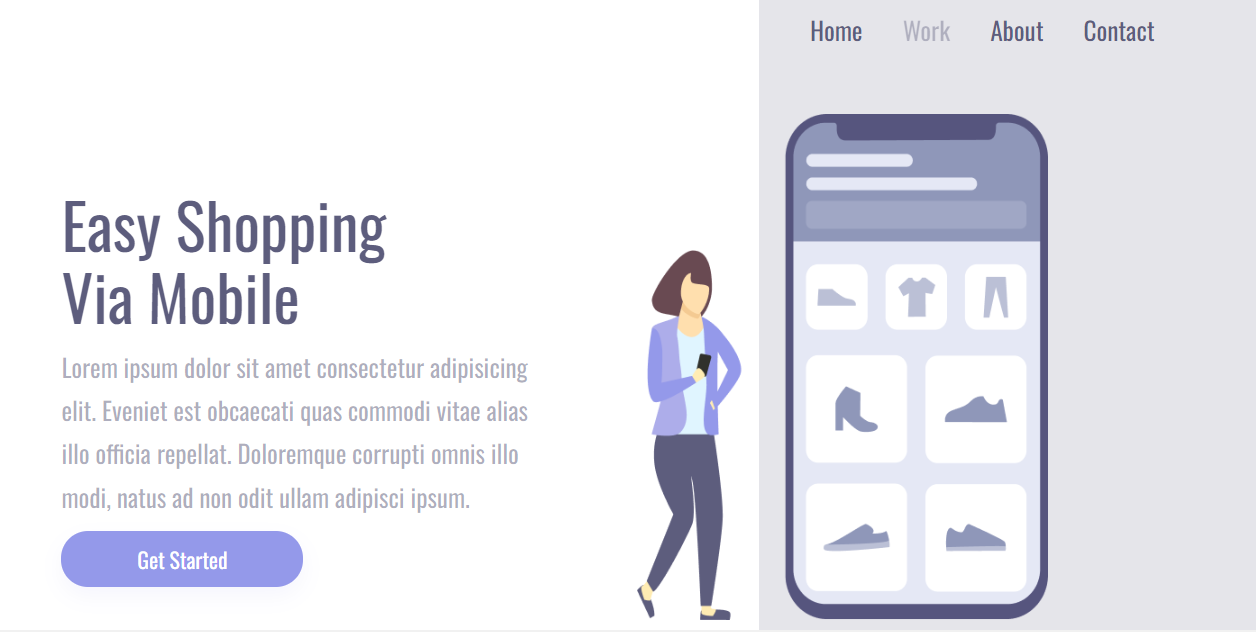 Home Work About Contact
Easy Shopping
Via Mobile
Lorem ipsum dolor sit amet consectetur adipisicing
elit. Eveniet est obcaecati quas commodi vitae alias
illo officia repellat. Doloremque corrupti omnis illo
modi, natus ad non odit ullam adipisci ipsum.
Get Started